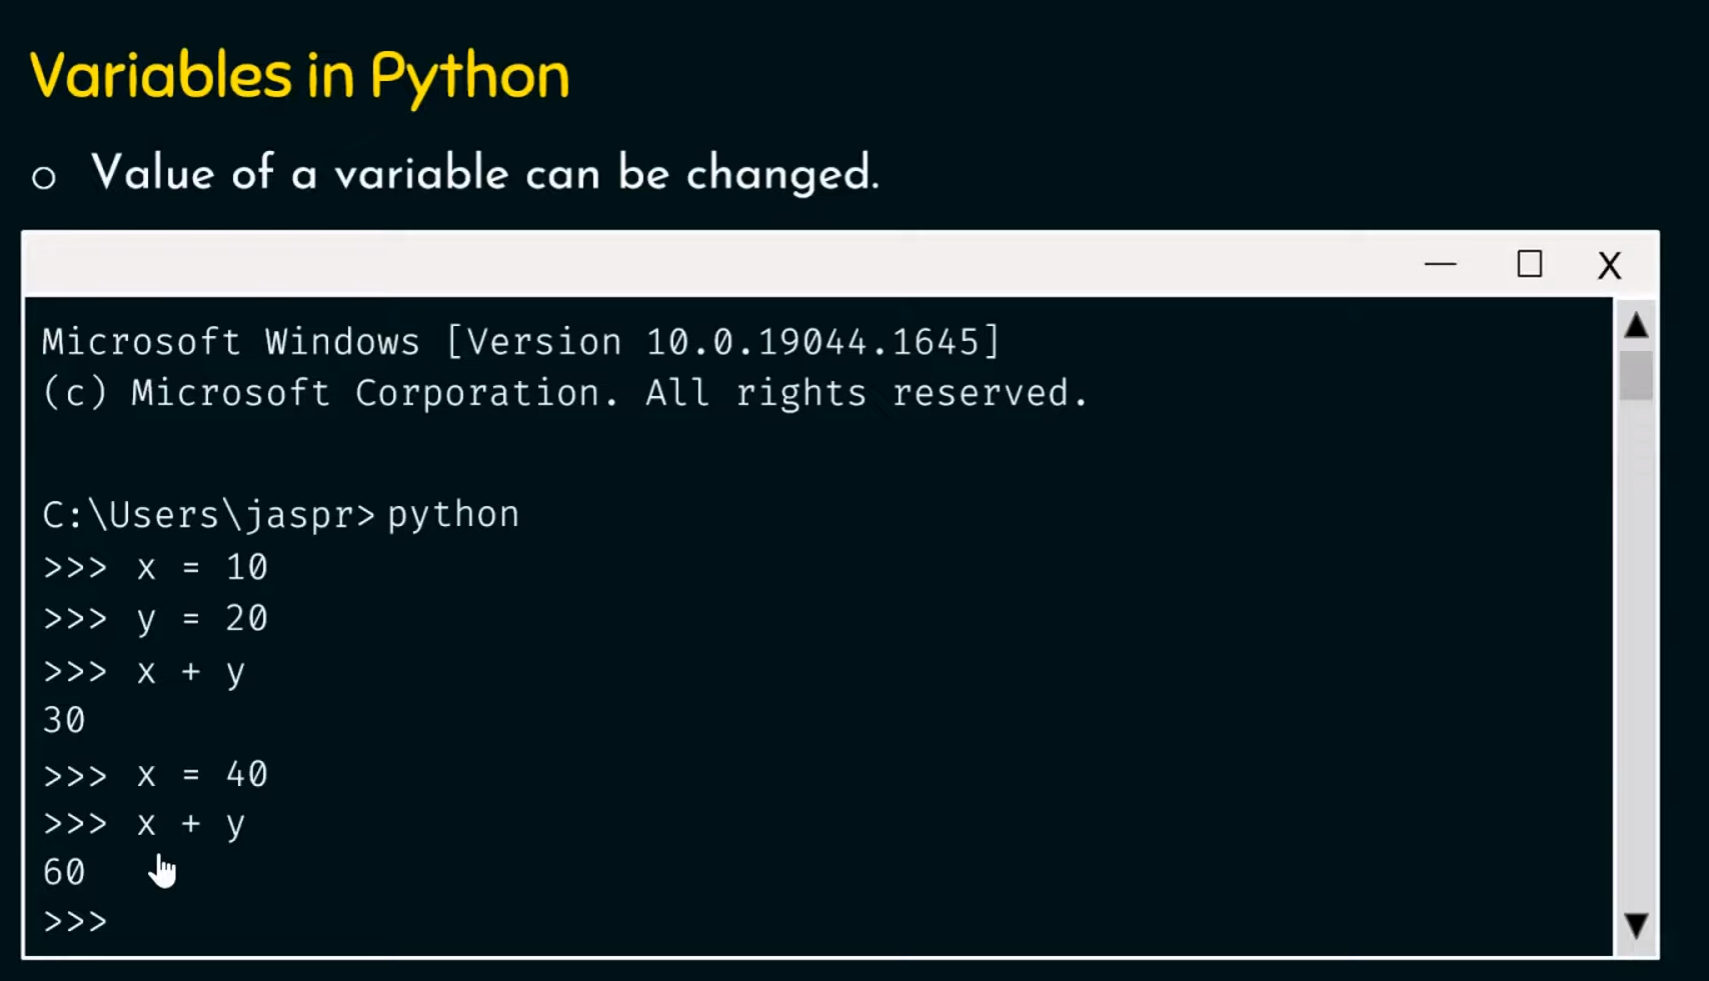 Variables in Python
Value of a variable can be changed.
X
Microsoft Windows [Version 10.0.19044.1645]
(c) Microsoft Corporation. All rights reserved.
C:\Users\jaspr> python
>>> x = 10
>>> y = 20
>>> x + y
30
>>> x = 40
>>> x + y
60
>>>